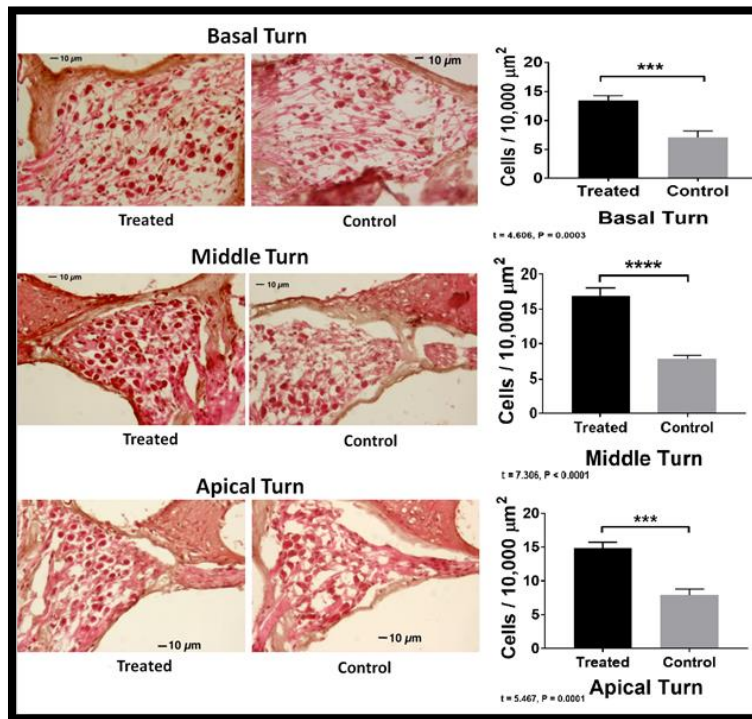 Basal Turn
10 µm
10 µm
Treated
Control
Cells / 10,000 µm²
20
15
10
5
0
***
Treated
Control
Basal Turn
t = 4.606, P = 0.0003
Middle Turn
10 µm
10 µm
Treated
Control
Cells / 10,000 µm²
20
15
10
5
0
****
Treated
Control
Middle Turn
t = 7.306, P < 0.0001
Apical Turn
10 µm
10 µm
Treated
Control
Cells / 10,000 µm²
20
15
10
5
0
***
Treated
Control
Apical Turn
t = 5.467, P = 0.0001